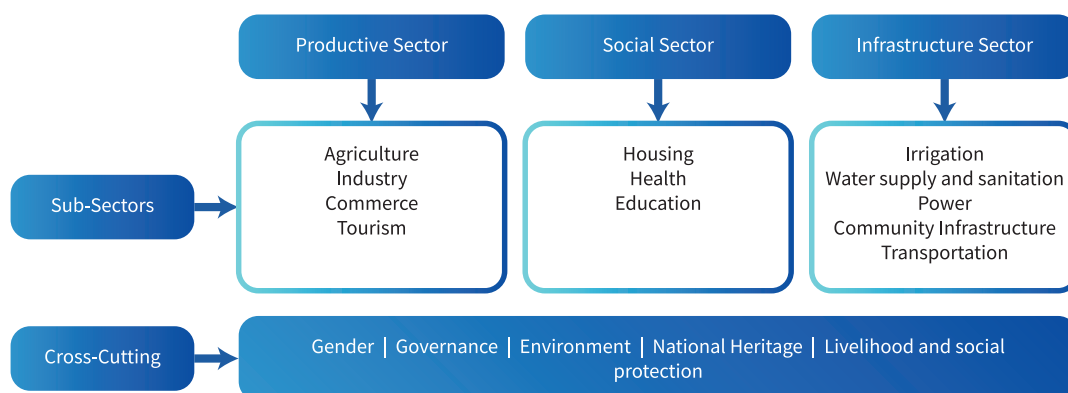 Productive Sector
Social Sector
Infrastructure Sector
Sub-Sectors
Agriculture
Industry
Commerce
Tourism
Housing
Health
Education
Irrigation
Water supply and sanitation
Power
Community Infrastructure
Transportation
Cross-Cutting
Gender | Governance | Environment | National Heritage | Livelihood and social
protection